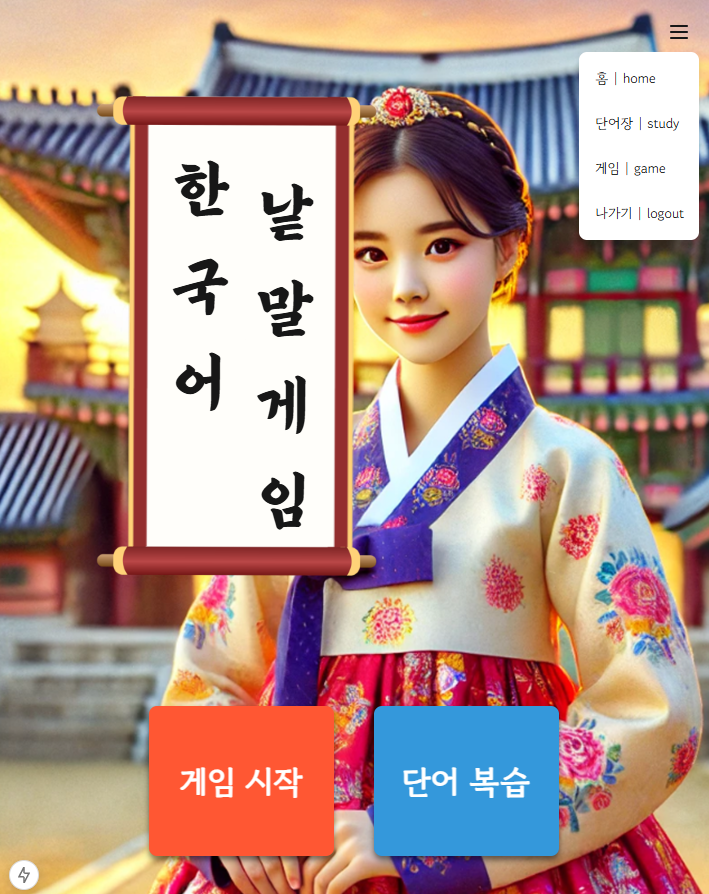 홈 | home
단어장 | study
게임 | game
나가기 | logout
한국어
낱말게임
게임 시작
단어 복습